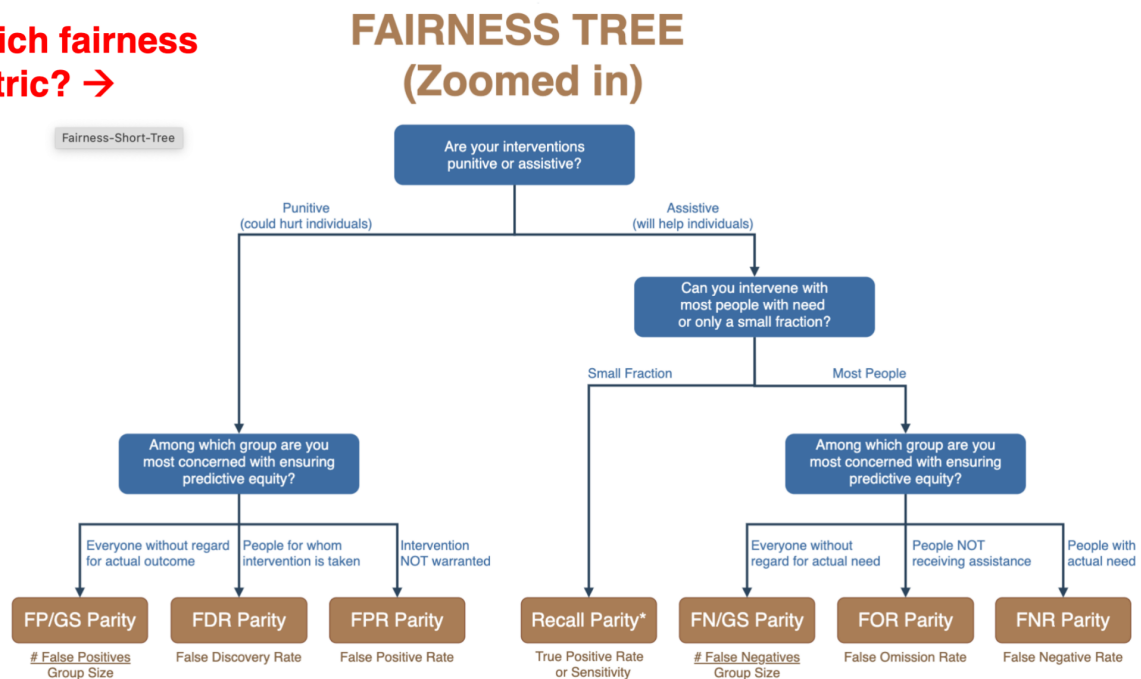 ich fairness
tric? →
FAIRNESS TREE
(Zoomed in)
Fairness-Short-Tree
Are your interventions
punitive or assistive?
Punitive
(could hurt individuals)
Assistive
(will help individuals)
Can you intervene with
most people with need
or only a small fraction?
Small Fraction
Most People
Among which group are you
most concerned with ensuring
predictive equity?
Among which group are you
most concerned with ensuring
predictive equity?
Everyone without regard
for actual outcome
People for whom
intervention is taken
Intervention
NOT warranted
Everyone without
regard for actual need
People NOT
receiving assistance
People with
actual need
FP/GS Parity
FDR Parity
FPR Parity
Recall Parity*
FN/GS Parity
FOR Parity
FNR Parity
# False Positives
Group Size
False Discovery Rate
False Positive Rate
True Positive Rate
or Sensitivity
# False Negatives
Group Size
False Omission Rate
False Negative Rate